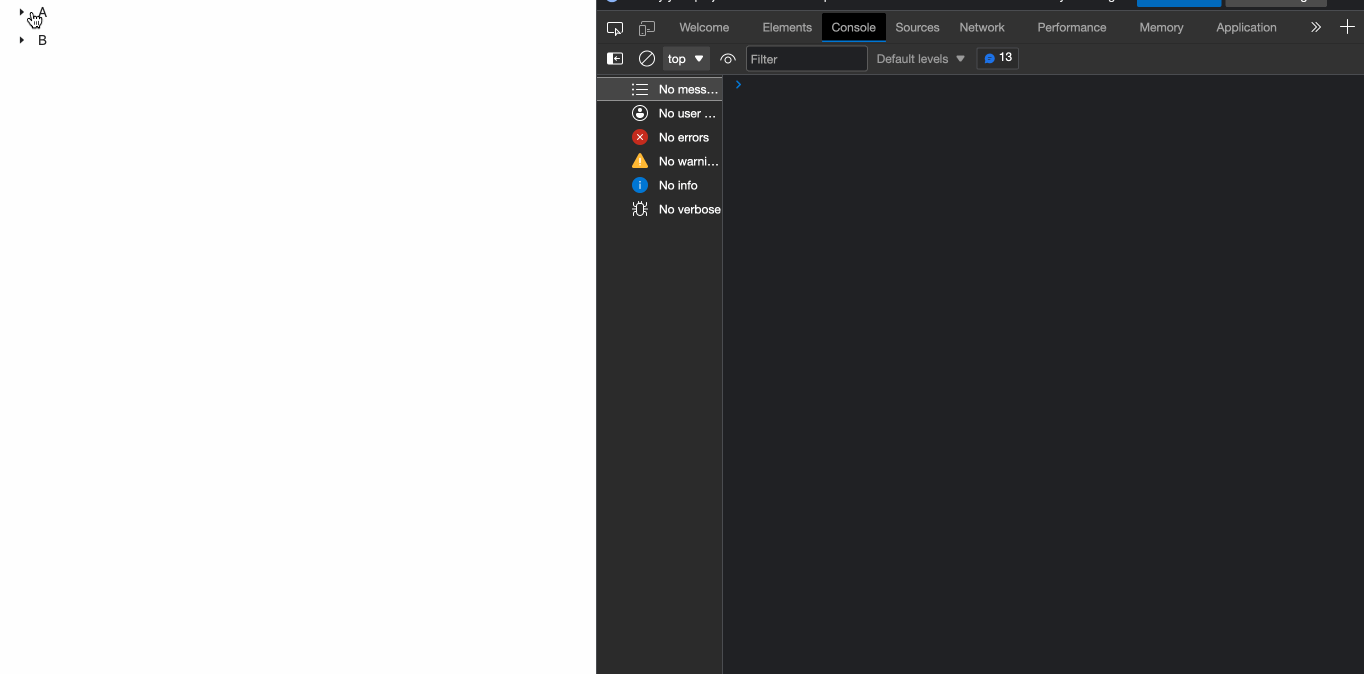 A
B
Welcome Elements Console Sources Network Performance Memory Application
top Filter Default levels 13
No mess...
No user ...
No errors
No warni...
No info
No verbose